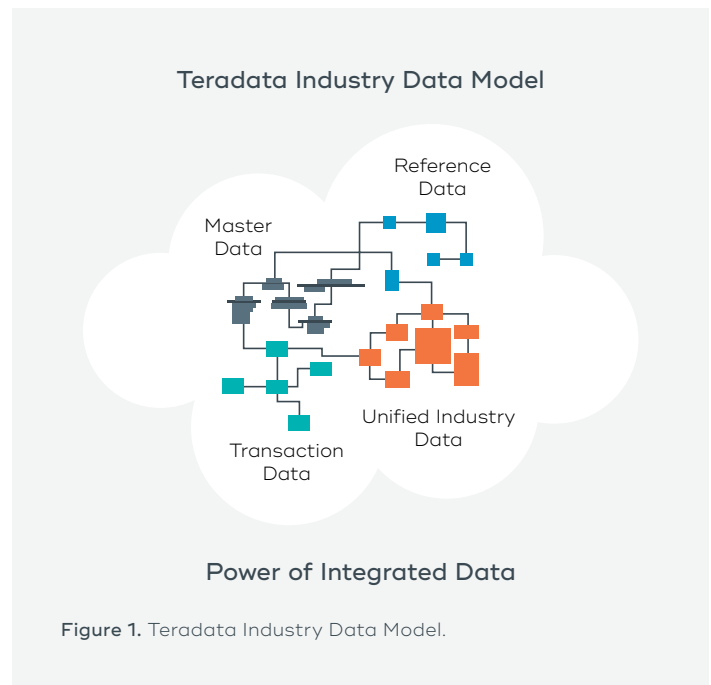 Teradata Industry Data Model
Reference
Data
Master
Data
Unified Industry
Data
Transaction
Data
Power of Integrated Data
Figure 1. Teradata Industry Data Model.